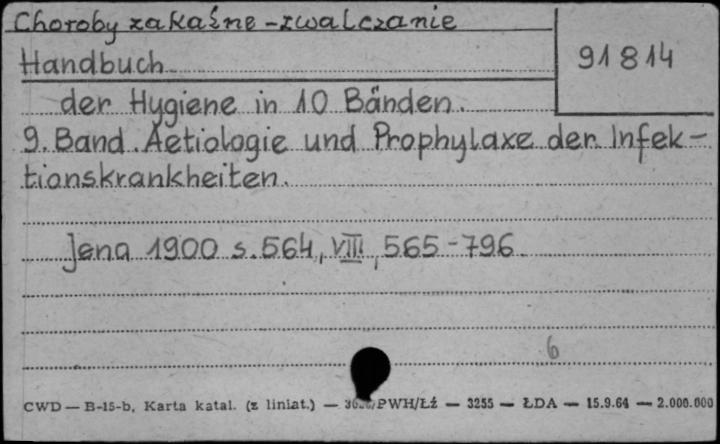 Choroby zakaźne - zwalczanie
91814
Handbuch
der Hygiene in 10 Bänden.
9. Band. Aetiologie und Prophylaxe der Infek-
tionskrankheiten.
Jena 1900 s. 564, VIII, 565-796.
6
CWD — B-15-b, Karta katal. (z liniat.) — /PWH/Łź — 3255 — ŁDA — 15.9.64 — 2.000.000